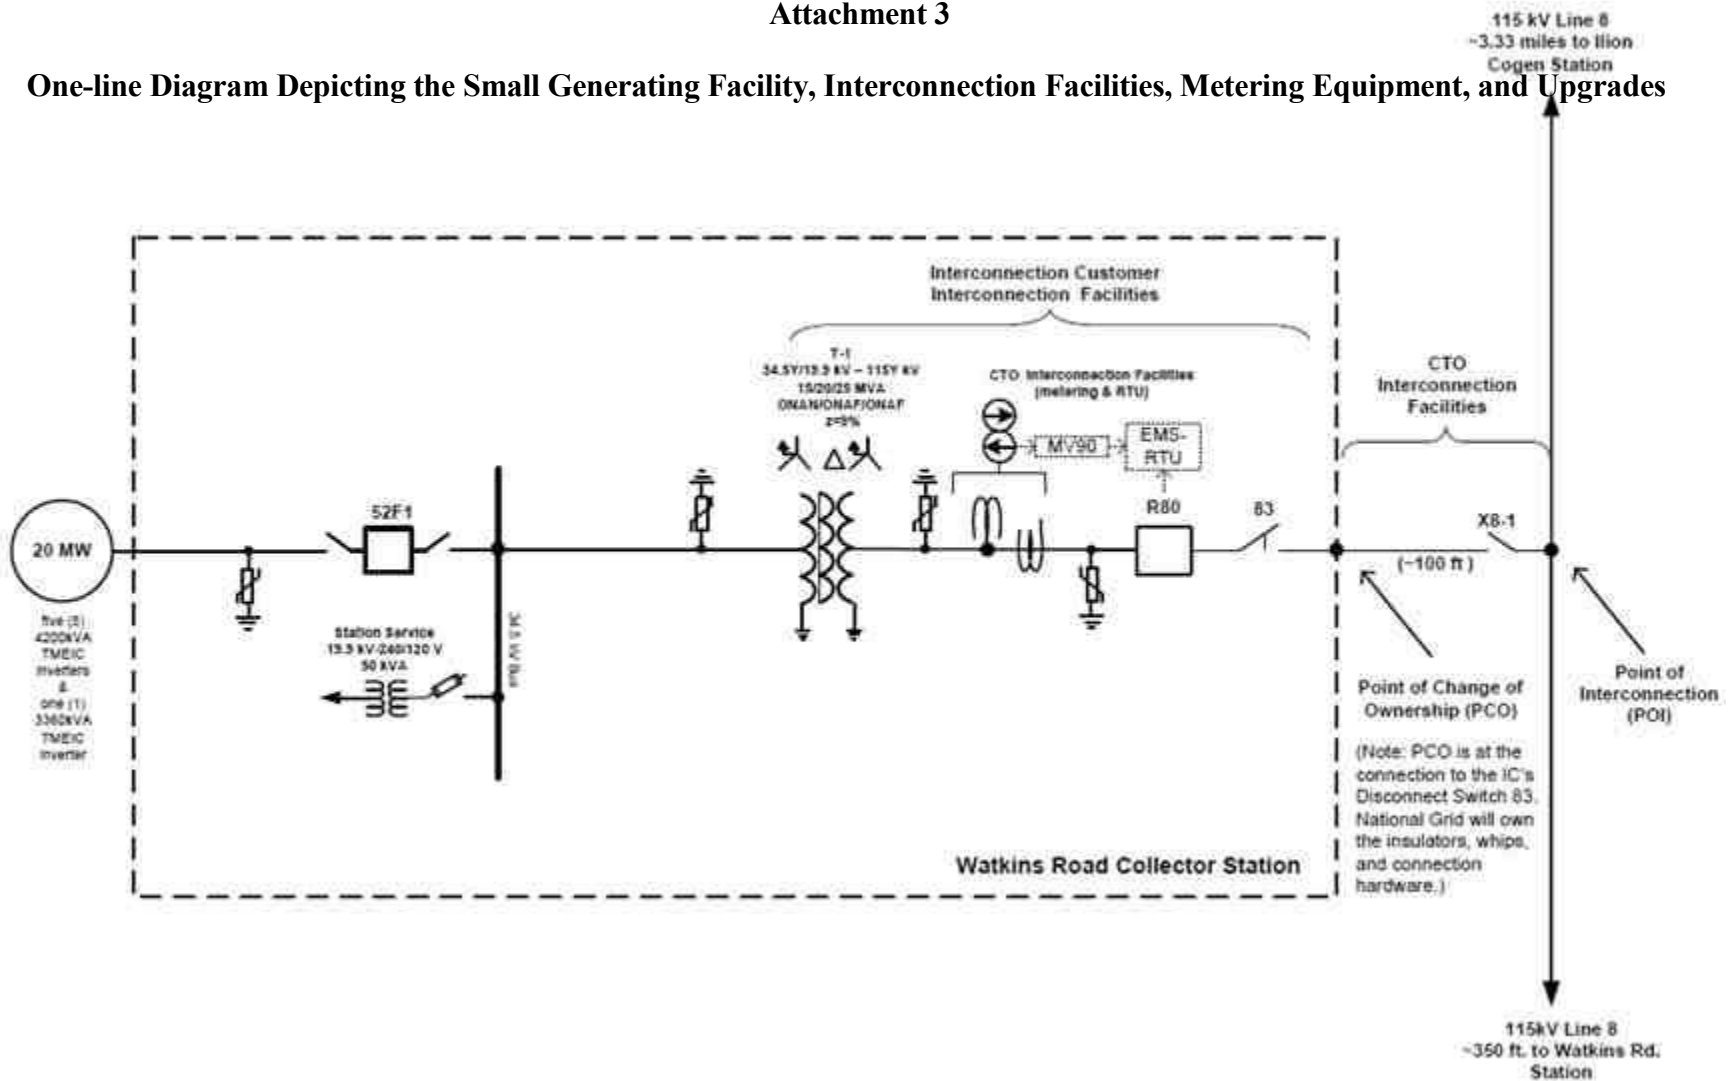 Attachment 3
115 kV Line 8
~3.33 miles to Ilion
Cogen Station
One-line Diagram Depicting the Small Generating Facility, Interconnection Facilities, Metering Equipment, and Upgrades
Interconnection Customer
Interconnection Facilities
T-1
34.5Y/19.9 kV – 115Y kV
15/20/25 MVA
ONAN/ONAF/ONAF
z=9%
CTO Interconnection Facilities
(metering & RTU)
MV90
EMS-
RTU
CTO
Interconnection
Facilities
20 MW
52F1
R80
83
X8-1
(~100 ft )
five (5)
4200kVA
TMEIC
inverters
&
one (1)
3360kVA
TMEIC
inverter
Station Service
19.9 kV-240/120 V
50 kVA
34.5 kV Bus
Point of Change of
Ownership (PCO)
(Note: PCO is at the
connection to the IC's
Disconnect Switch 83.
National Grid will own
the insulators, whips,
and connection
hardware.)
Point of
Interconnection
(POI)
Watkins Road Collector Station
115kV Line 8
~350 ft. to Watkins Rd.
Station